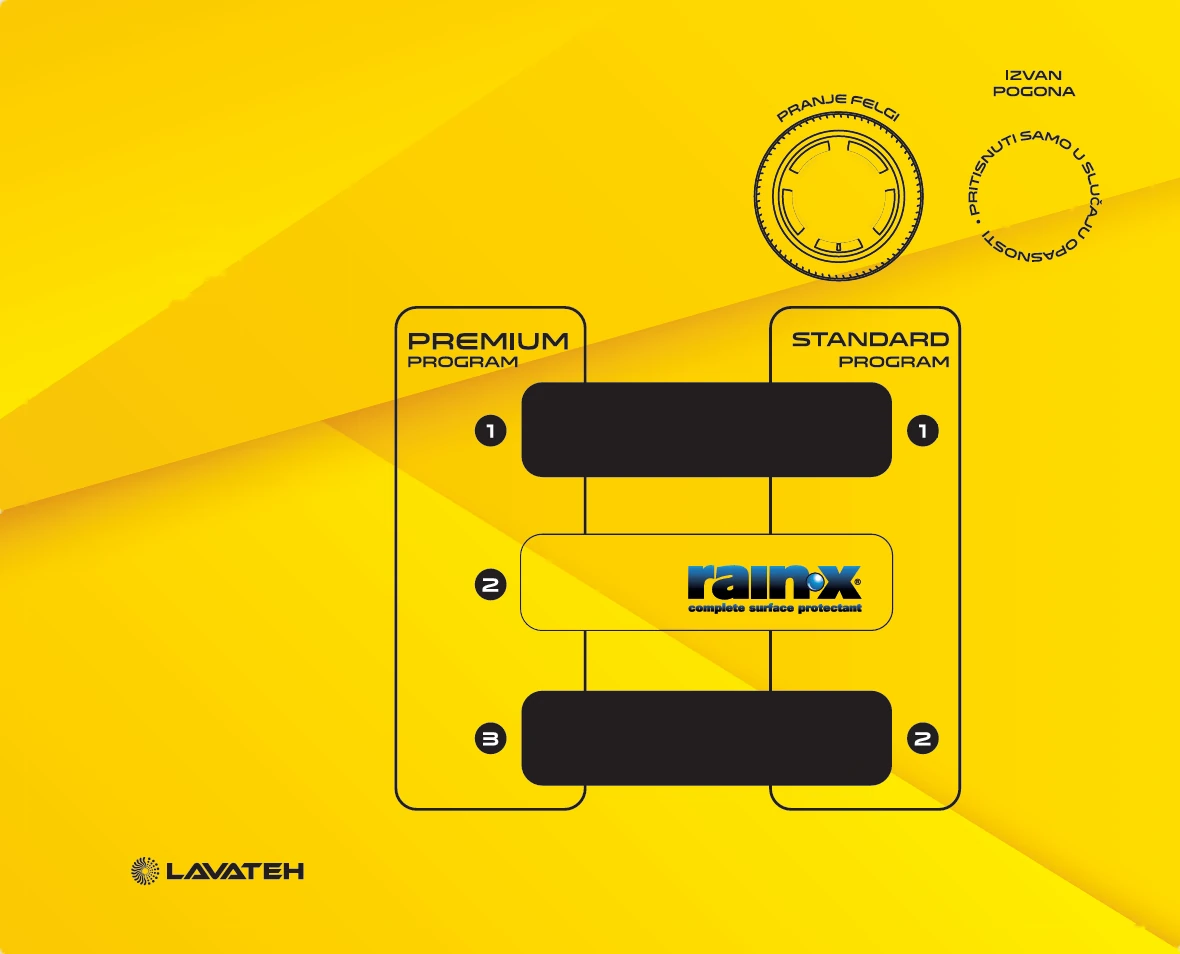 IZVAN
POGONA
PRANJE FELGI
PRITISNUTI SAMO U SLUČAJU OPASNOSTI •
PREMIUM
PROGRAM
STANDARD
PROGRAM
1
1
2
rain·x®
complete surface protectant
3
2
LAVATEH